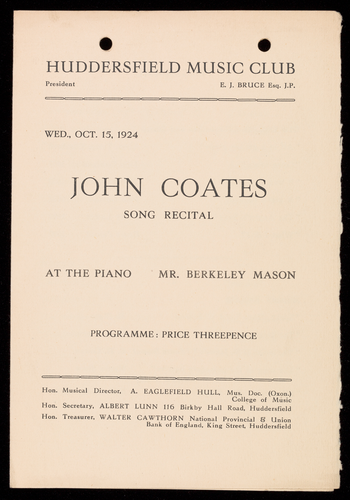 HUDDERSFIELD MUSIC CLUB
President E. J. BRUCE Esq. J.P.
WED., OCT. 15, 1924
JOHN COATES
SONG RECITAL
AT THE PIANO MR. BERKELEY MASON
PROGRAMME: PRICE THREEPENCE
Hon. Musical Director, A. EAGLEFIELD HULL, Mus. Doc. (Oxon.)
College of Music
Hon. Secretary, ALBERT LUNN 116 Birkby Hall Road, Huddersfield
Hon. Treasurer, WALTER CAWTHORN National Provincial & Union
Bank of England, King Street, Huddersfield